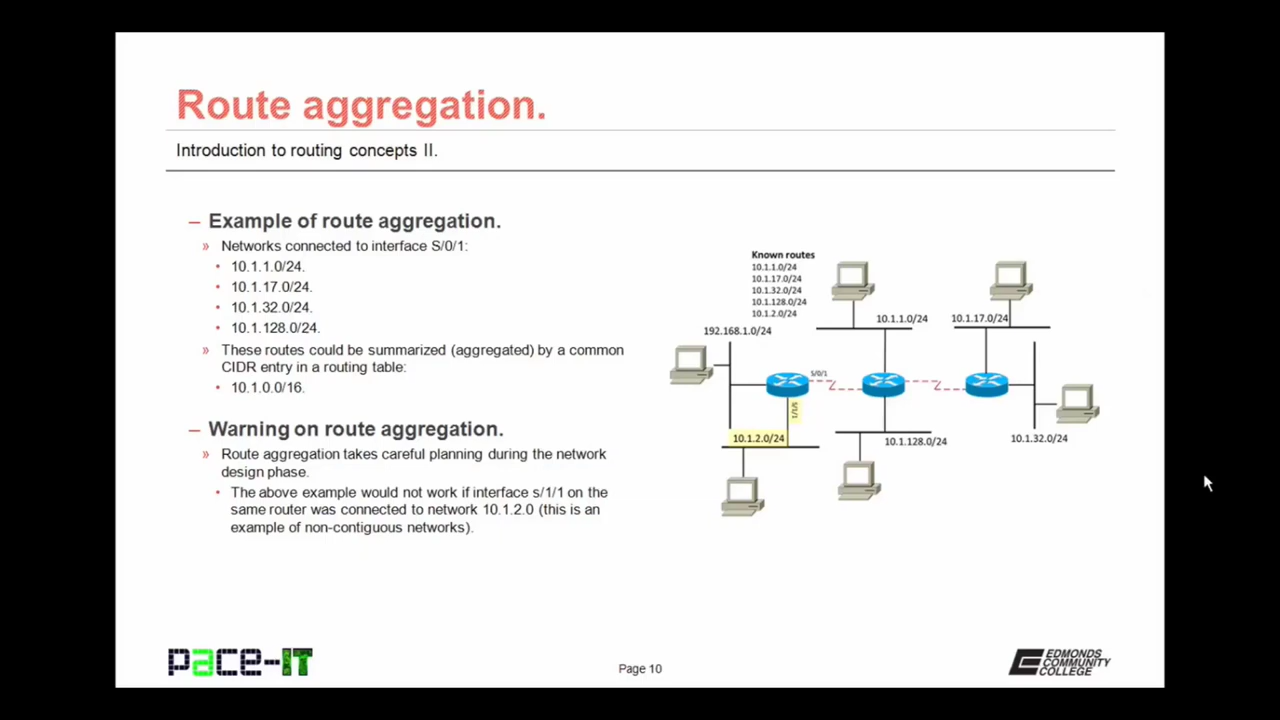 Route aggregation.
Introduction to routing concepts II.
– Example of route aggregation.
» Networks connected to interface S/0/1:
• 10.1.1.0/24.
• 10.1.17.0/24.
• 10.1.32.0/24.
• 10.1.128.0/24.
» These routes could be summarized (aggregated) by a common
CIDR entry in a routing table:
• 10.1.0.0/16.
– Warning on route aggregation.
» Route aggregation takes careful planning during the network
design phase.
• The above example would not work if interface s/1/1 on the
same router was connected to network 10.1.2.0 (this is an
example of non-contiguous networks).
Known routes
10.1.1.0/24
10.1.17.0/24
10.1.32.0/24
10.1.128.0/24
10.1.2.0/24
192.168.1.0/24
10.1.1.0/24
10.1.17.0/24
S/0/1
S/1/1
10.1.2.0/24
10.1.128.0/24
10.1.32.0/24
pace-IT
Page 10
EDMONDS
COMMUNITY
COLLEGE